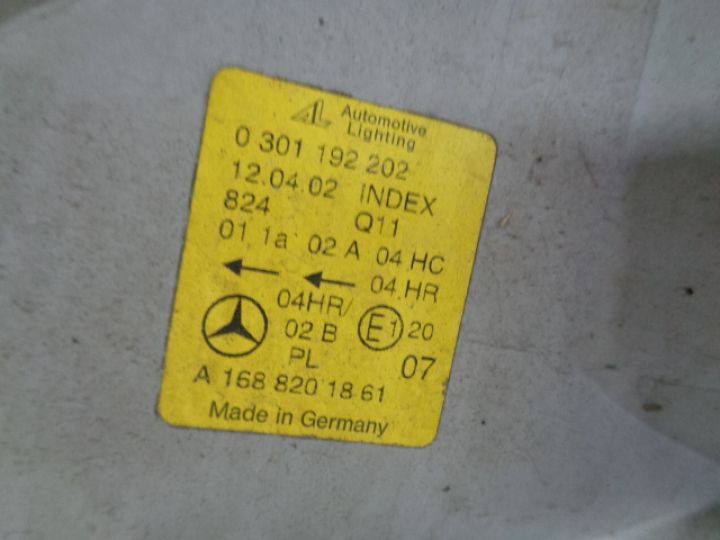 AL Automotive
Lighting
0 301 192 202
12.04.02 INDEX
824 Q11
01 1a 02 A 04 HC
04 HR
04HR/
02 B E1 20
PL 07
A 168 820 18 61
Made in Germany